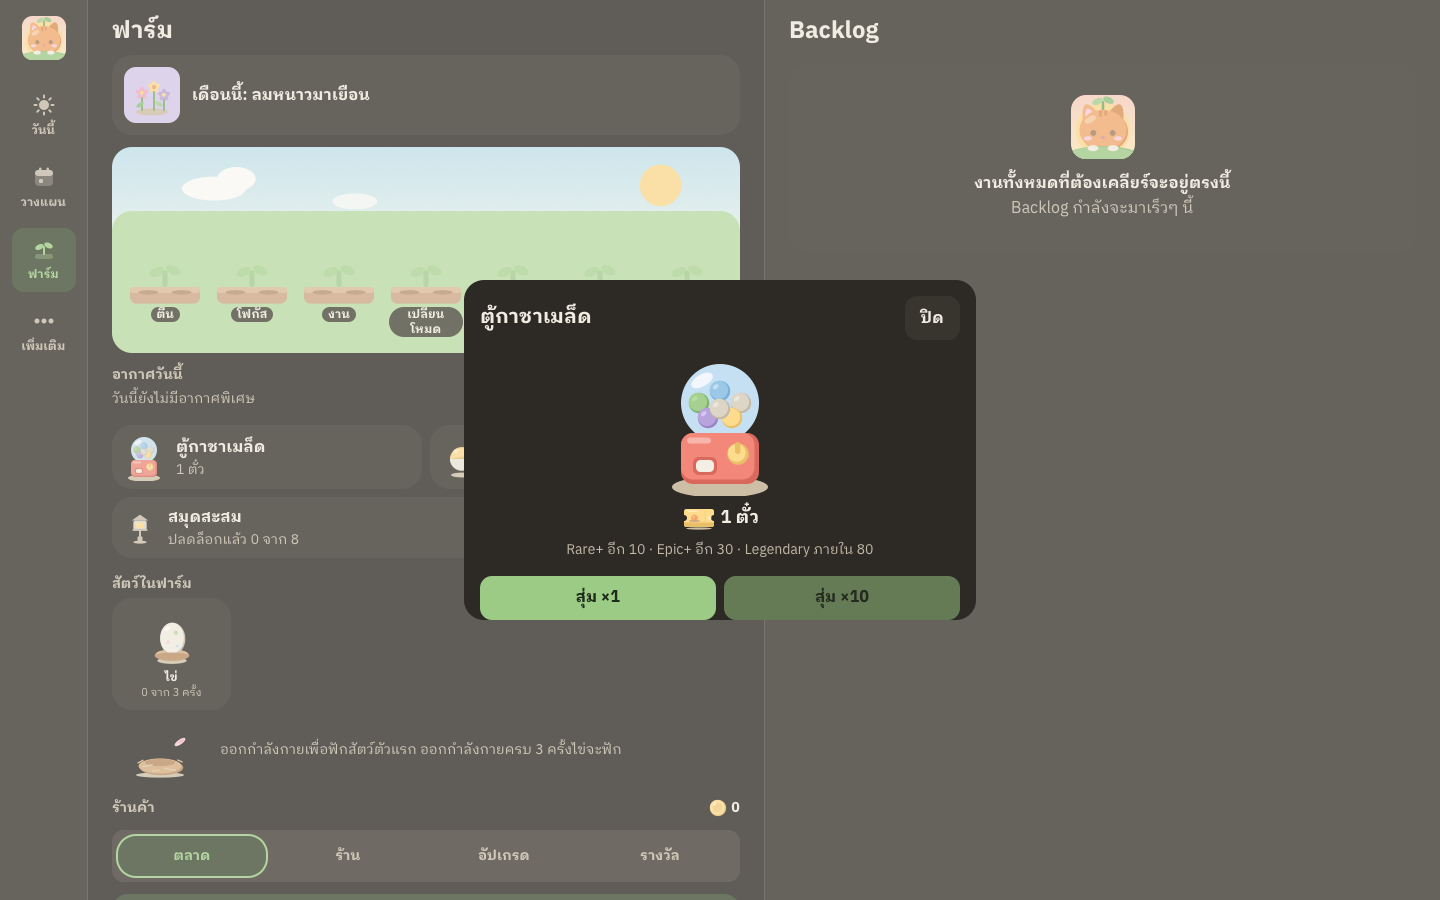 วันนี้
วางแผน
ฟาร์ม
เพิ่มเติม
ฟาร์ม
เดือนนี้: ลมหนาวมาเยือน
ตื่น
โฟกัส
งาน
เปลี่ยน
โหมด
อากาศวันนี้
วันนี้ยังไม่มีอากาศพิเศษ
ตู้กาชาเมล็ด
1 ตั๋ว
สมุดสะสม
ปลดล็อกแล้ว 0 จาก 8
สัตว์ในฟาร์ม
ไข่
0 จาก 3 ครั้ง
ออกกำลังกายเพื่อฟักสัตว์ตัวแรก ออกกำลังกายครบ 3 ครั้งไข่จะฟัก
ร้านค้า
0
ตลาด
ร้าน
อัปเกรด
รางวัล
ตู้กาชาเมล็ด
ปิด
1 ตั๋ว
Rare+ อีก 10 · Epic+ อีก 30 · Legendary ภายใน 80
สุ่ม ×1
สุ่ม ×10
Backlog
งานทั้งหมดที่ต้องเคลียร์จะอยู่ตรงนี้
Backlog กำลังจะมาเร็วๆ นี้